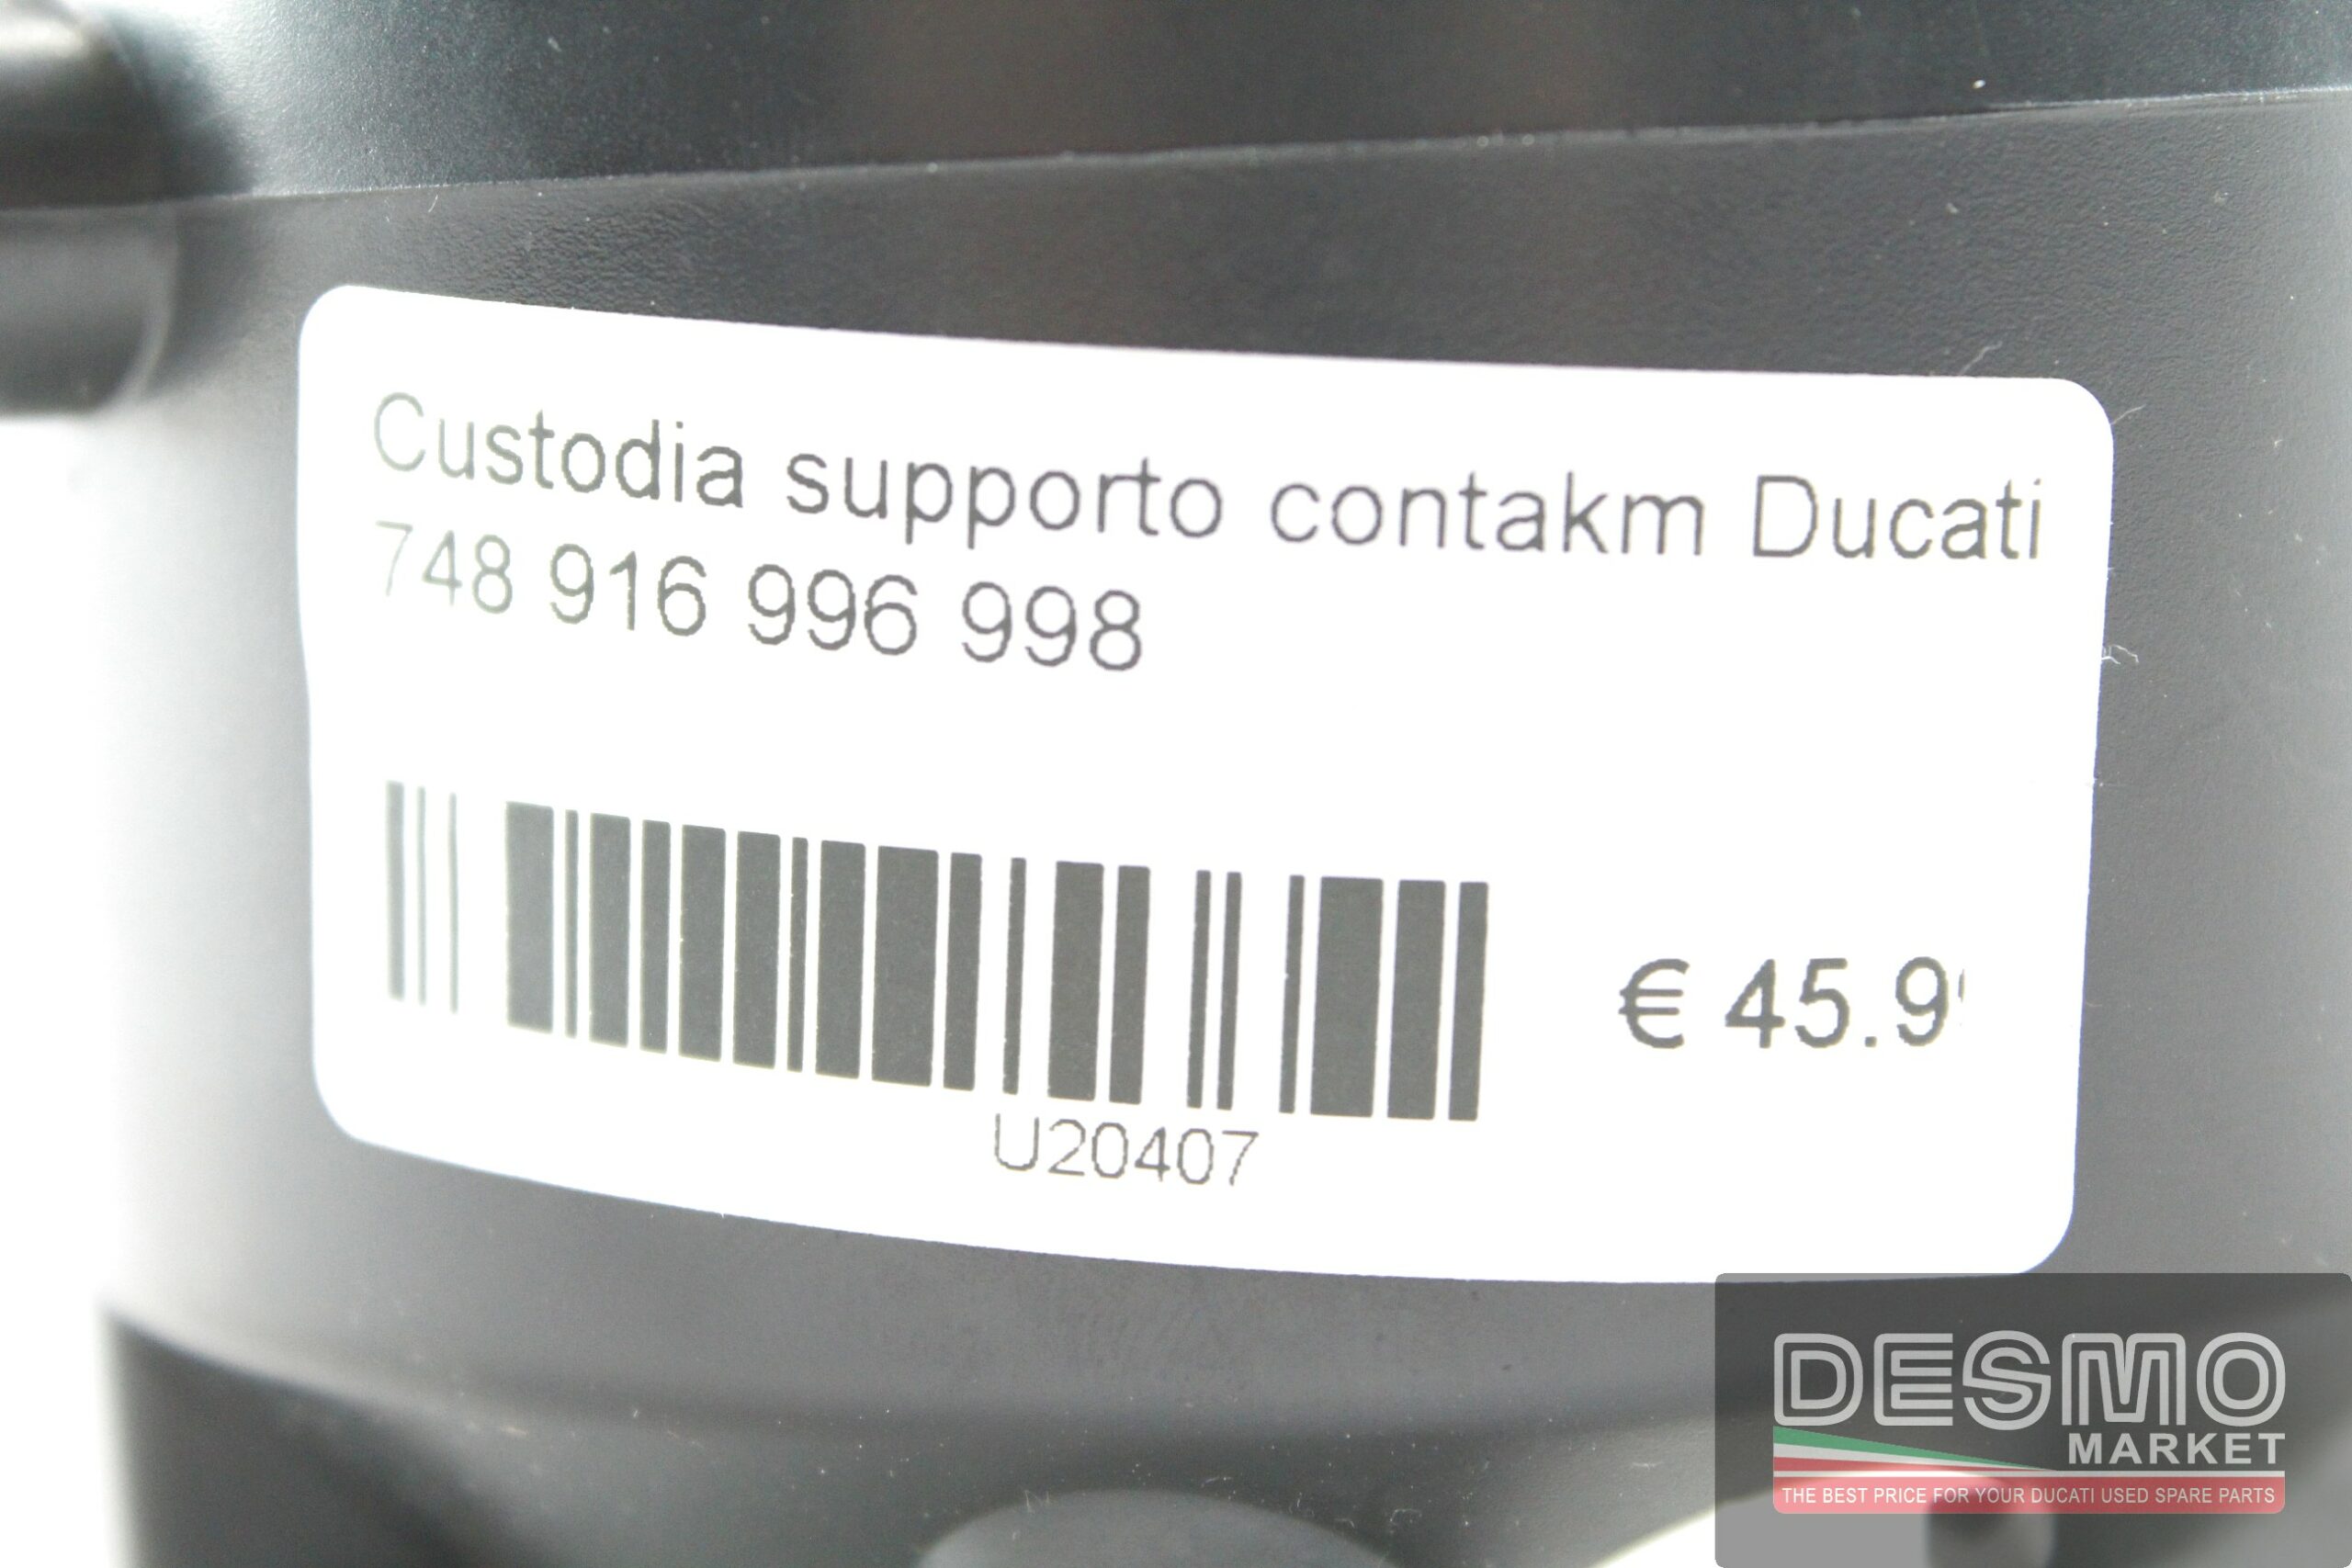 Custodia supporto contakm Ducati
748 916 996 998
€ 45.9
U20407
DESMO
MARKET
THE BEST PRICE FOR YOUR DUCATI USED SPARE PARTS